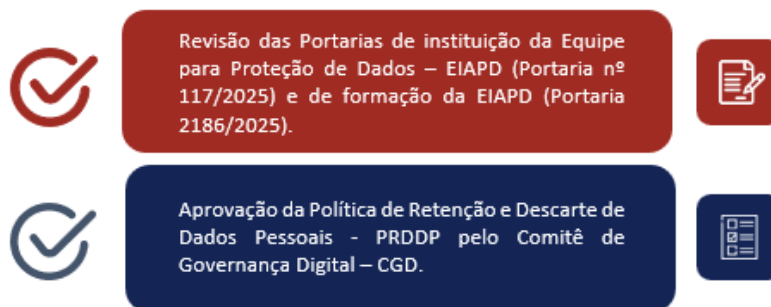 Revisão das Portarias de instituição da Equipe
para Proteção de Dados – EIAPD (Portaria nº
117/2025) e de formação da EIAPD (Portaria
2186/2025).
Aprovação da Política de Retenção e Descarte de
Dados Pessoais - PRDDP pelo Comitê de
Governança Digital – CGD.